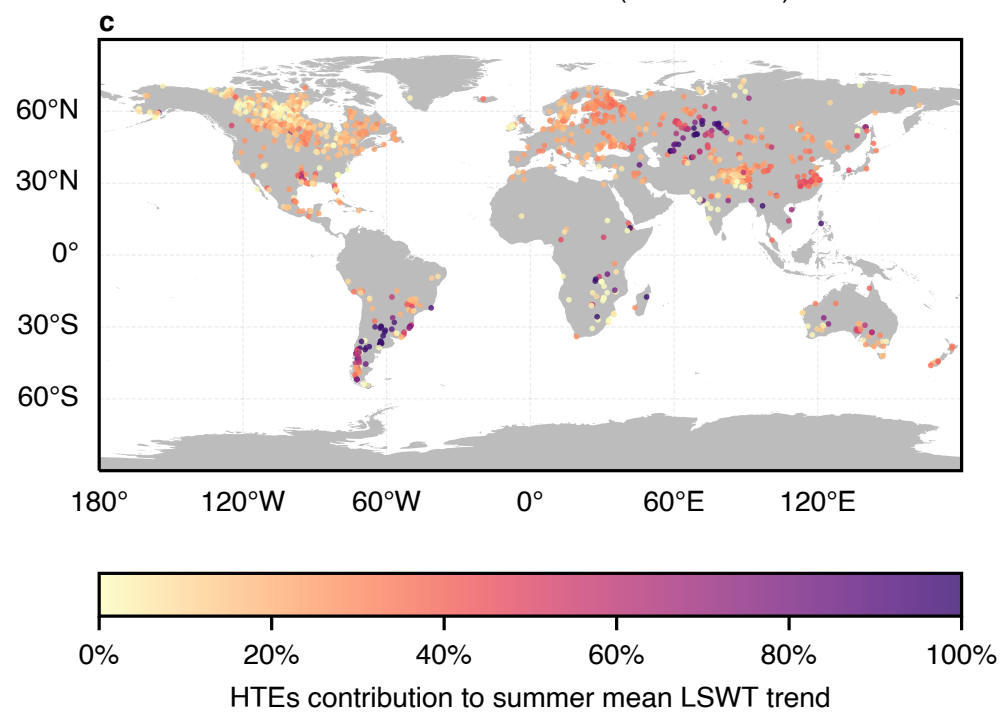 c
60°N
30°N
0°
30°S
60°S
180° 120°W 60°W 0° 60°E 120°E
0% 20% 40% 60% 80% 100%
HTEs contribution to summer mean LSWT trend